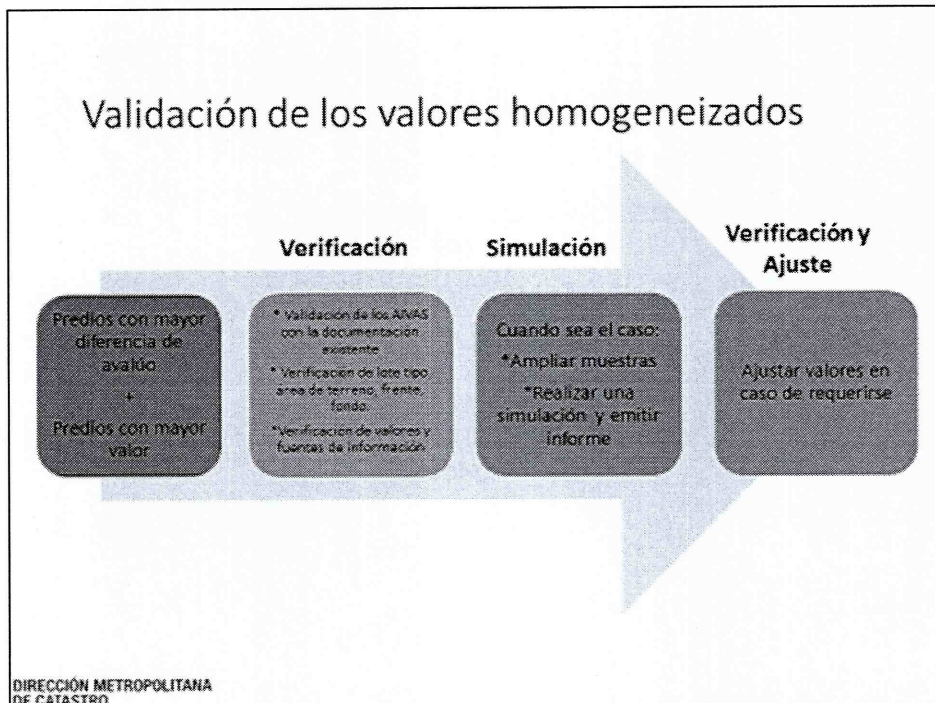 Validación de los valores homogeneizados
Verificación
Simulación
Verificación y
Ajuste
Predios con mayor
diferencia de
avalúo
+
Predios con mayor
valor
* Validación de los AIVAS
con la documentación
existente
* Verificación de lote tipo
área de terreno, frente,
fondo.
*Verificación de valores y
fuentes de información
Cuando sea el caso:
*Ampliar muestras
*Realizar una
simulación y emitir
informe
Ajustar valores en
caso de requerirse
DIRECCIÓN METROPOLITANA
DE CATASTRO